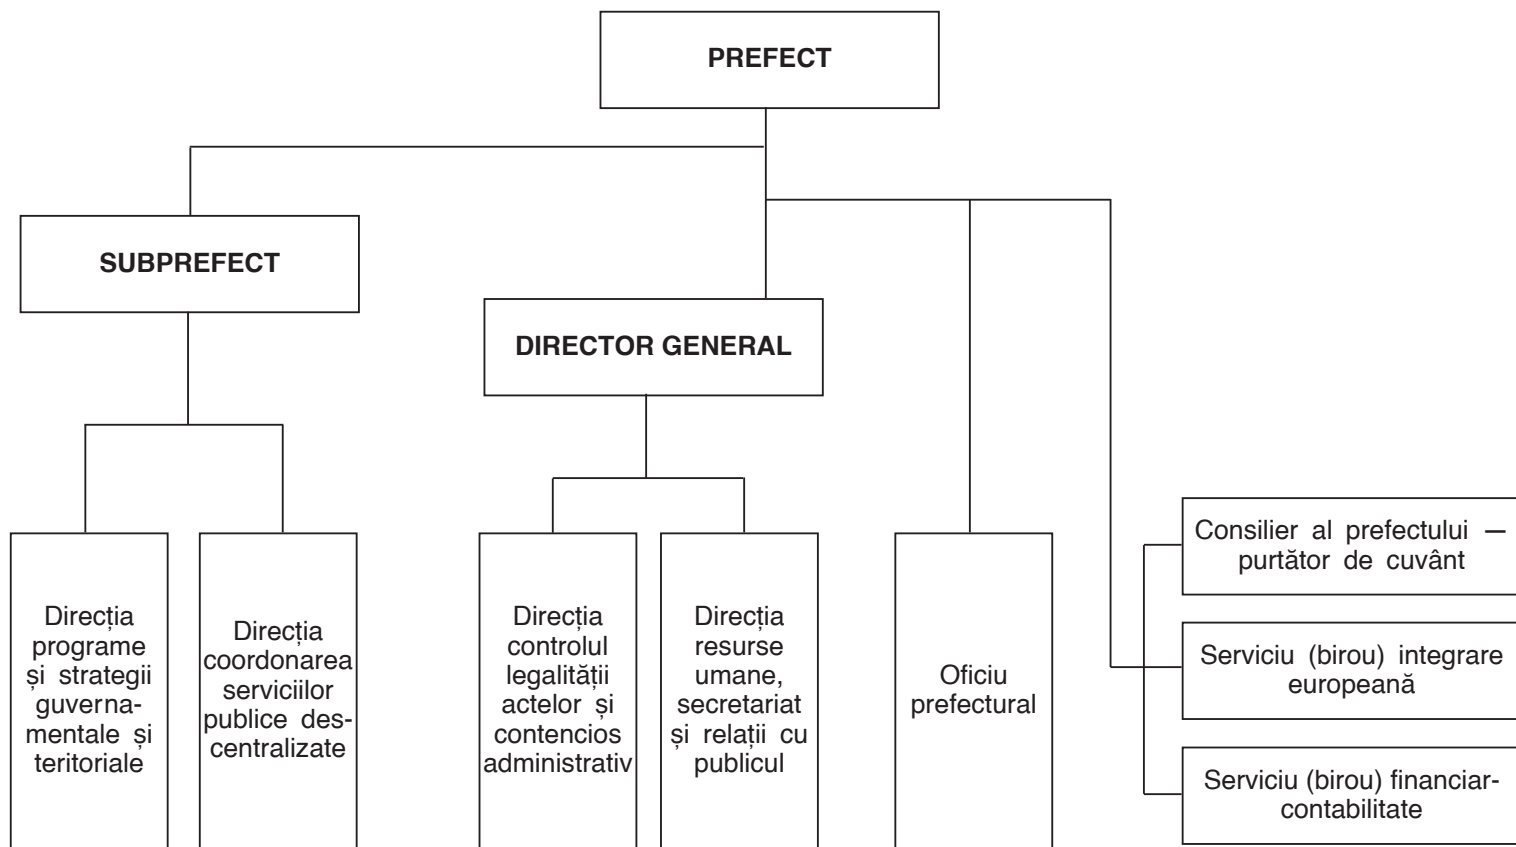 PREFECT
SUBPREFECT
DIRECTOR GENERAL
Direcția
programe
și strategii
guverna-
mentale și
teritoriale
Direcția
coordonarea
serviciilor
publice des-
centralizate
Direcția
controlul
legalității
actelor și
contencios
administrativ
Direcția
resurse
umane,
secretariat
și relații cu
publicul
Oficiu
prefectural
Consilier al prefectului —
purtător de cuvânt
Serviciu (birou) integrare
europeană
Serviciu (birou) financiar-
contabilitate